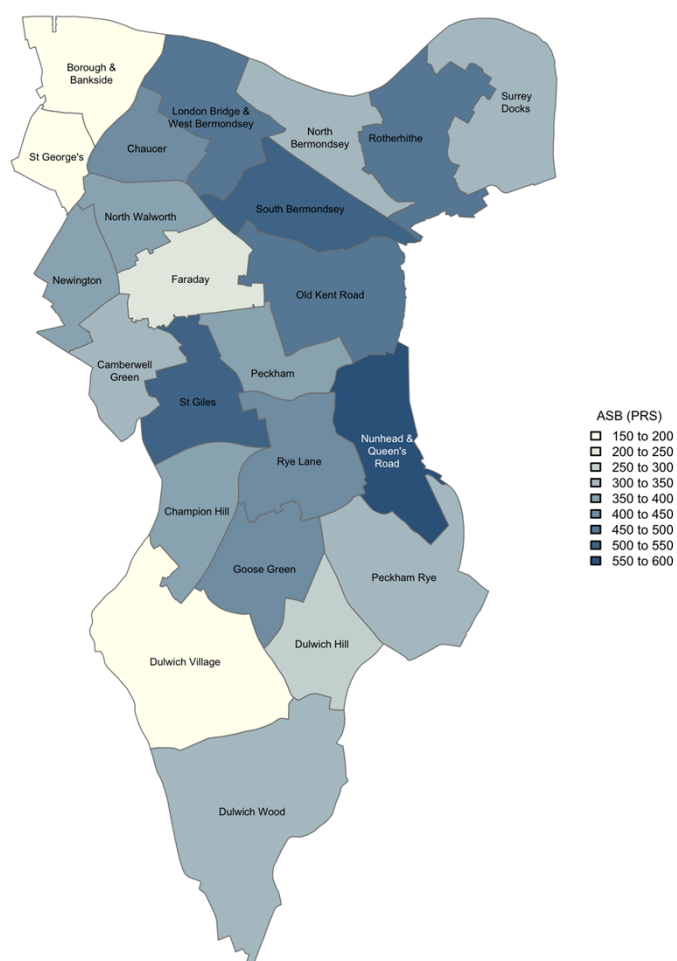 Borough &
Bankside
London Bridge &
West Bermondsey
Surrey
Docks
North
Bermondsey
Rotherhithe
Chaucer
St George's
South Bermondsey
North Walworth
Newington
Faraday
Old Kent Road
Camberwell
Green
Peckham
St Giles
Nunhead &
Queen's
Road
Rye Lane
Champion Hill
Goose Green
Peckham Rye
Dulwich Hill
Dulwich Village
Dulwich Wood
ASB (PRS)
150 to 200
200 to 250
250 to 300
300 to 350
350 to 400
400 to 450
450 to 500
500 to 550
550 to 600